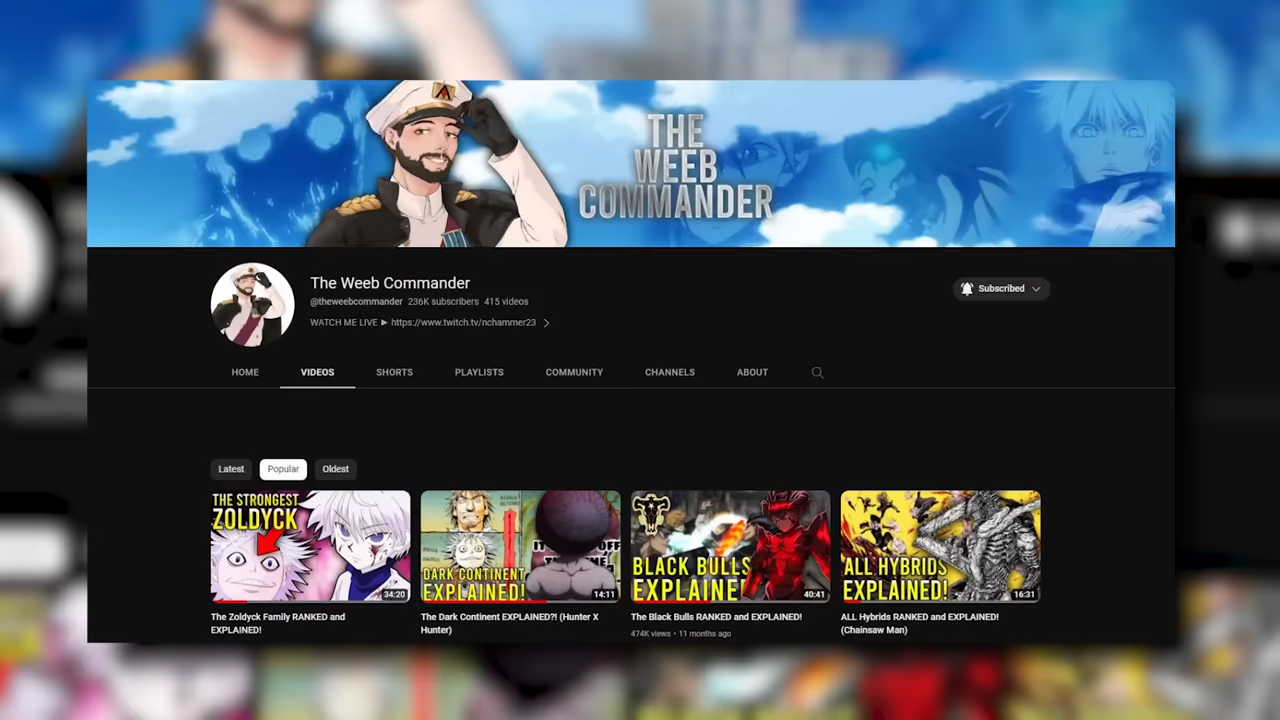 THE
WEEB
COMMANDER
The Weeb Commander
@theweebcommander 236K subscribers 415 videos
WATCH ME LIVE ► https://www.twitch.tv/nchammer23
Subscribed
HOME VIDEOS SHORTS PLAYLISTS COMMUNITY CHANNELS ABOUT
Latest Popular Oldest
THE STRONGEST
ZOLDYCK
34:20
DARK CONTINENT
EXPLAINED!
14:11
BLACK BULLS
EXPLAINE
40:41
ALL HYBRIDS
EXPLAINED!
16:31
The Zoldyck Family RANKED and
EXPLAINED!
The Dark Continent EXPLAINED?! (Hunter X
Hunter)
The Black Bulls RANKED and EXPLAINED!
474K views • 11 months ago
ALL Hybrids RANKED and EXPLAINED!
(Chainsaw Man)